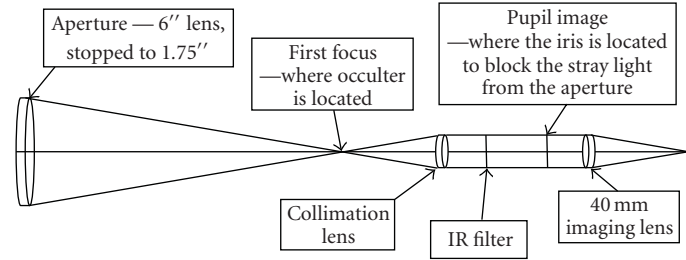 Aperture — 6′′ lens,
stopped to 1.75′′
First focus
—where occulter
is located
Pupil image
—where the iris is located
to block the stray light
from the aperture
Collimation
lens
IR filter
40 mm
imaging lens